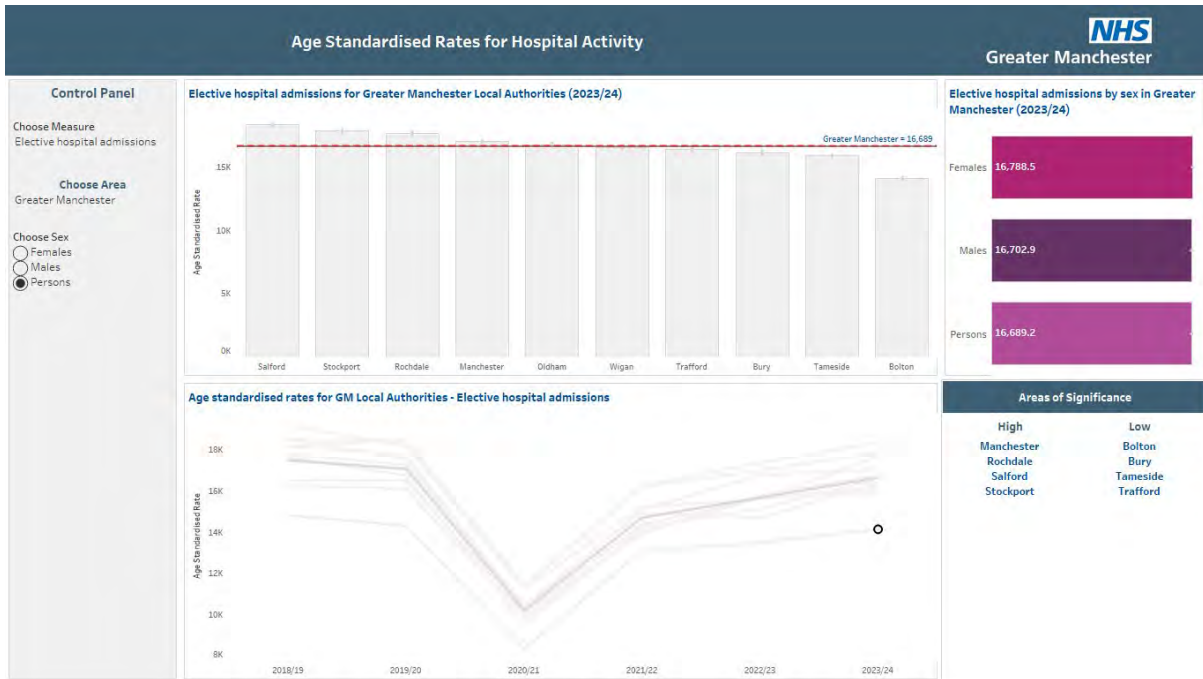 Age Standardised Rates for Hospital Activity
NHS
Greater Manchester
Control Panel
Choose Measure
Elective hospital admissions
Choose Area
Greater Manchester
Choose Sex
Females
Males
Persons
Elective hospital admissions for Greater Manchester Local Authorities (2023/24)
Greater Manchester = 16,689
Age Standardised Rate
15K
10K
5K
0K
Salford
Stockport
Rochdale
Manchester
Oldham
Wigan
Trafford
Bury
Tameside
Bolton
Elective hospital admissions by sex in Greater
Manchester (2023/24)
Females 16,788.5
Males 16,702.9
Persons 16,689.2
Age standardised rates for GM Local Authorities - Elective hospital admissions
Age Standardised Rate
18K
16K
14K
12K
10K
8K
2018/19
2019/20
2020/21
2021/22
2022/23
2023/24
Areas of Significance
High Low
Manchester Bolton
Rochdale Bury
Salford Tameside
Stockport Trafford